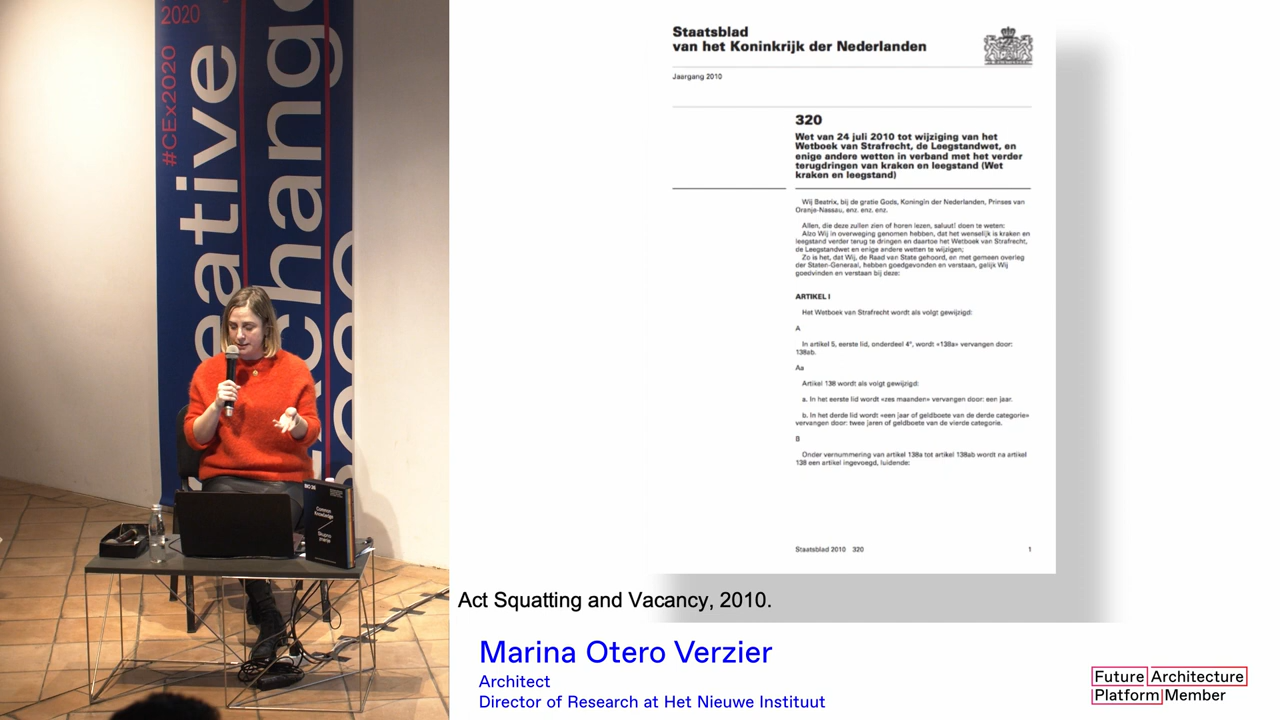 #CEx2020
2020
eative
xchange
Staatsblad
van het Koninkrijk der Nederlanden
Jaargang 2010
320
Wet van 24 juli 2010 tot wijziging van het
Wetboek van Strafrecht, de Leegstandwet, en
enige andere wetten in verband met het verder
terugdringen van kraken en leegstand (Wet
kraken en leegstand)
Wij Beatrix, bij de gratie Gods, Koningin der Nederlanden, Prinses van
Oranje-Nassau, enz. enz. enz.
Allen, die deze zullen zien of horen lezen, saluut! doen te weten:
Alzo Wij in overweging genomen hebben, dat het wenselijk is kraken en
leegstand verder terug te dringen en daartoe het Wetboek van Strafrecht,
de Leegstandwet en enige andere wetten te wijzigen;
Zo is het, dat Wij, de Raad van State gehoord, en met gemeen overleg
der Staten-Generaal, hebben goedgevonden en verstaan, gelijk Wij
goedvinden en verstaan bij deze:
ARTIKEL I
Het Wetboek van Strafrecht wordt als volgt gewijzigd:
A
In artikel 5, eerste lid, onderdeel 4°, wordt «138a» vervangen door:
138ab.
Aa
Artikel 138 wordt als volgt gewijzigd:
a. In het eerste lid wordt «zes maanden» vervangen door: een jaar.
b. In het derde lid wordt «een jaar of geldboete van de derde categorie»
vervangen door: twee jaren of geldboete van de vierde categorie.
B
Onder vernummering van artikel 138a tot artikel 138ab wordt na artikel
138 een artikel ingevoegd, luidende:
Staatsblad 2010 320 1
Common
Knowledge
Act Squatting and Vacancy, 2010.
Marina Otero Verzier
Architect
Director of Research at Het Nieuwe Instituut
Future Architecture
Platform Member